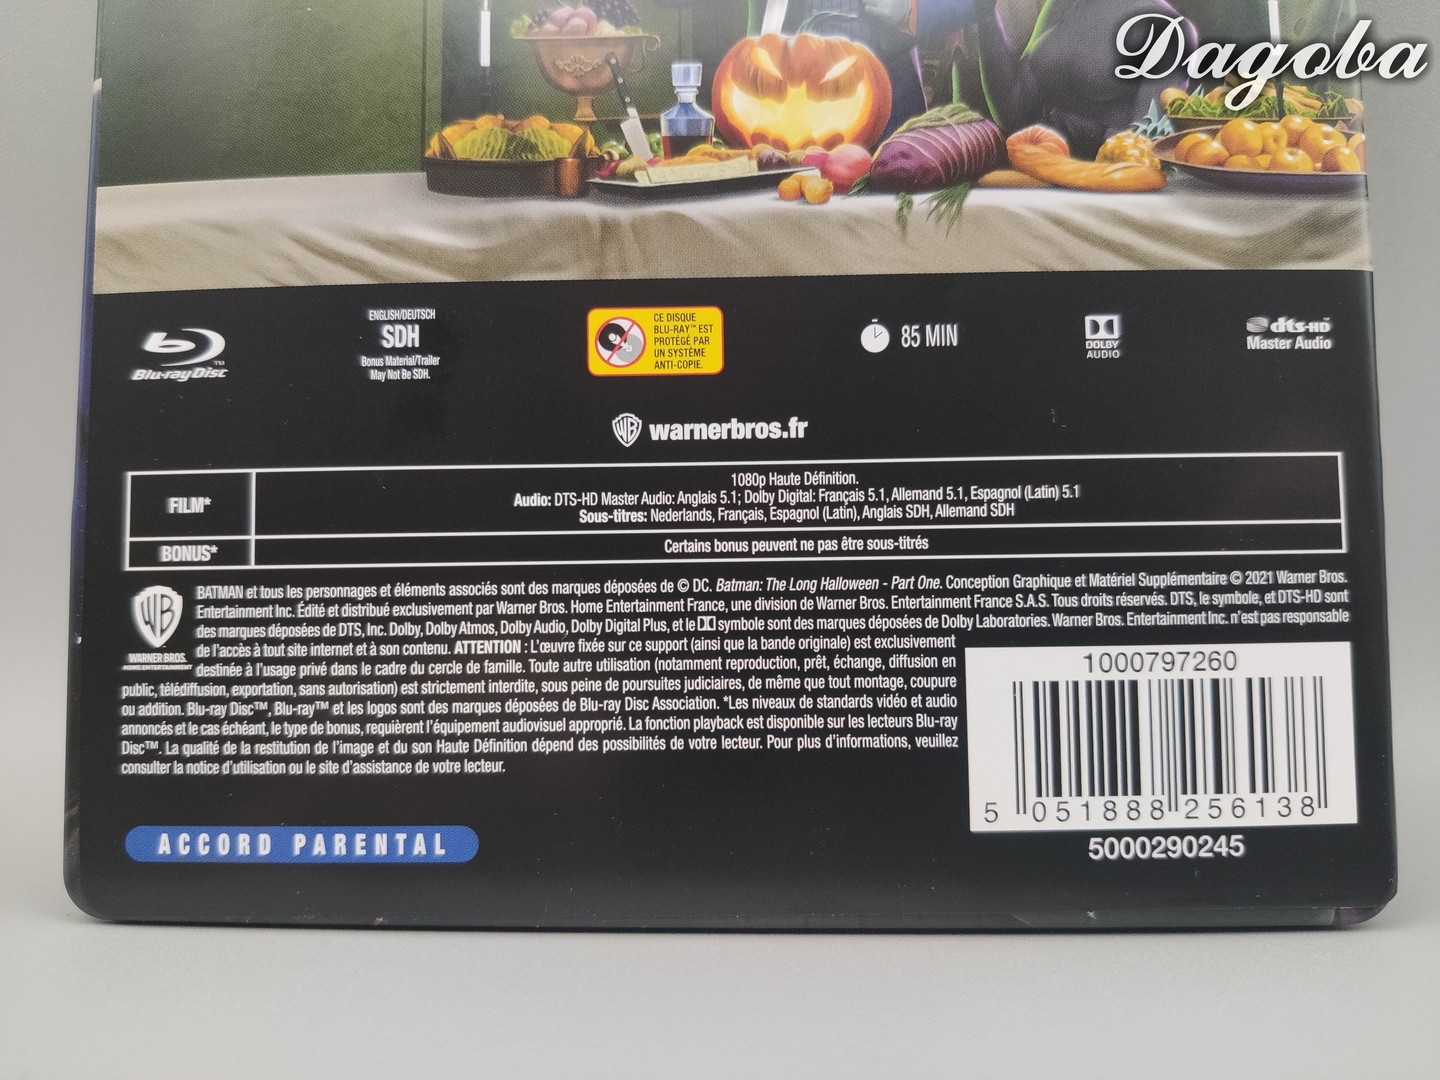 Dagoba
Blu-ray Disc™
ENGLISH/DEUTSCH
SDH
Bonus Material/Trailer
May Not Be SDH.
CE DISQUE
BLU-RAY™ EST
PROTÉGÉ PAR
UN SYSTÈME
ANTI-COPIE.
85 MIN
DOLBY
AUDIO
dts-HD
Master Audio
warnerbros.fr
FILM*
1080p Haute Définition.
Audio: DTS-HD Master Audio: Anglais 5.1; Dolby Digital: Français 5.1, Allemand 5.1, Espagnol (Latin) 5.1
Sous-titres: Nederlands, Français, Espagnol (Latin), Anglais SDH, Allemand SDH
BONUS*
Certains bonus peuvent ne pas être sous-titrés
WARNER BROS.
HOME ENTERTAINMENT
BATMAN et tous les personnages et éléments associés sont des marques déposées de © DC. Batman: The Long Halloween - Part One. Conception Graphique et Matériel Supplémentaire © 2021 Warner Bros.
Entertainment Inc. Édité et distribué exclusivement par Warner Bros. Home Entertainment France, une division de Warner Bros. Entertainment France S.A.S. Tous droits réservés. DTS, le symbole, et DTS-HD sont
des marques déposées de DTS, Inc. Dolby, Dolby Atmos, Dolby Audio, Dolby Digital Plus, et le symbole sont des marques déposées de Dolby Laboratories. Warner Bros. Entertainment Inc. n'est pas responsable
de l'accès à tout site internet et à son contenu. ATTENTION : L'œuvre fixée sur ce support (ainsi que la bande originale) est exclusivement
destinée à l'usage privé dans le cadre du cercle de famille. Toute autre utilisation (notamment reproduction, prêt, échange, diffusion en
public, télédiffusion, exportation, sans autorisation) est strictement interdite, sous peine de poursuites judiciaires, de même que tout montage, coupure
ou addition. Blu-ray Disc™, Blu-ray™ et les logos sont des marques déposées de Blu-ray Disc Association. *Les niveaux de standards vidéo et audio
annoncés et le cas échéant, le type de bonus, requièrent l'équipement audiovisuel approprié. La fonction playback est disponible sur les lecteurs Blu-ray
Disc™. La qualité de la restitution de l'image et du son Haute Définition dépend des possibilités de votre lecteur. Pour plus d'informations, veuillez
consulter la notice d'utilisation ou le site d'assistance de votre lecteur.
1000797260
5 051888 256138
5000290245
ACCORD PARENTAL